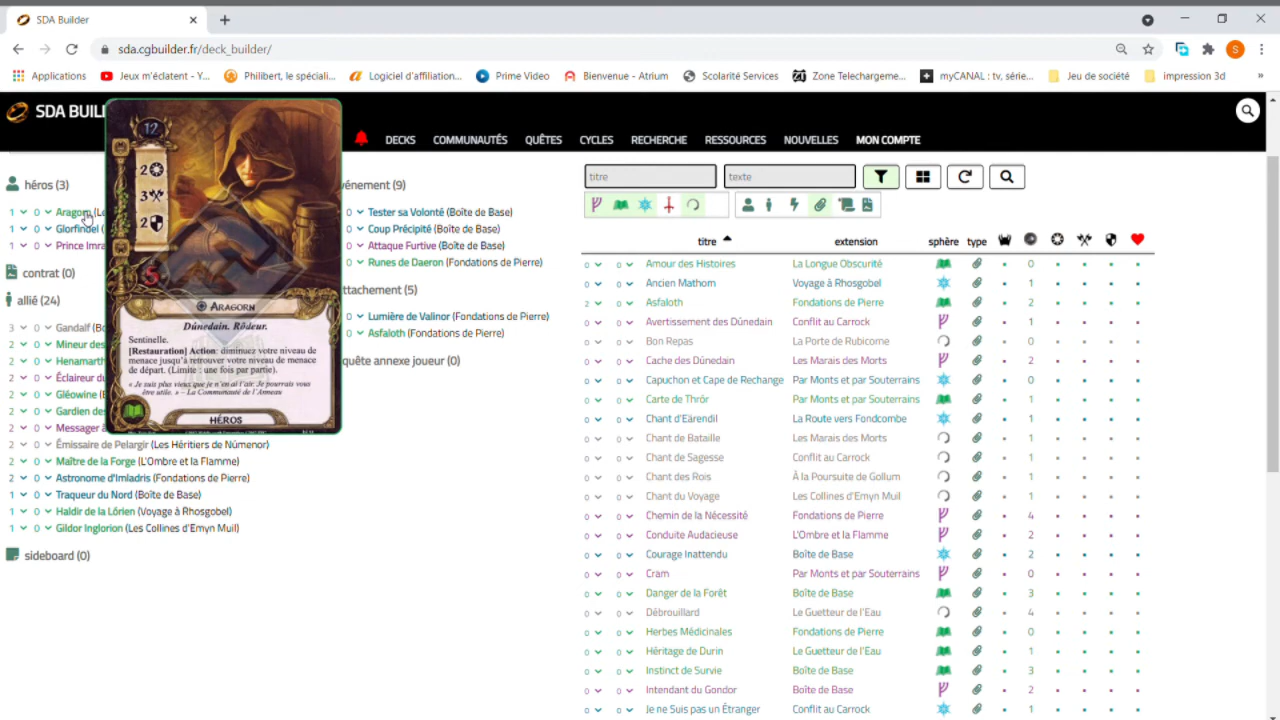 SDA Builder
sda.cgbuilder.fr/deck_builder/
S
Applications
Jeux m'éclatent - Y...
Philibert, le spéciali...
Logiciel d'affiliation...
Prime Video
Bienvenue - Atrium
Scolarité Services
Zone Telechargeme...
myCANAL : tv, série...
Jeu de société
impression 3d
»
SDA BUIL
DECKS
COMMUNAUTÉS
QUÊTES
CYCLES
RECHERCHE
RESSOURCES
NOUVELLES
MON COMPTE
héros (3)
1 0 Aragorn (Lo
1 0 Glorfindel (
1 0 Prince Imra
contrat (0)
allié (24)
3 0 Gandalf (Bo
2 0 Mineur des
2 0 Henamarth
2 0 Éclaireur du
2 0 Gléowine (B
2 0 Gardien des
2 0 Messager à
2 0 Émissaire de Pelargir (Les Héritiers de Númenor)
2 0 Maître de la Forge (L'Ombre et la Flamme)
2 0 Astronome d'Imladris (Fondations de Pierre)
1 0 Traqueur du Nord (Boîte de Base)
1 0 Haldir de la Lórien (Voyage à Rhosgobel)
1 0 Gildor Inglorion (Les Collines d'Emyn Muil)
sideboard (0)
12
2
3
2
5
ARAGORN
Dúnedain. Rôdeur.
Sentinelle.
[Restauration] Action: diminuez votre niveau de
menace jusqu'à retrouver votre niveau de menace
de départ. (Limite : une fois par partie).
« Je suis plus vieux que je n'en ai l'air. Je pourrais vous
être utile. » – La Communauté de l'Anneau
HÉROS
vénement (9)
0 Tester sa Volonté (Boîte de Base)
0 Coup Précipité (Boîte de Base)
0 Attaque Furtive (Boîte de Base)
0 Runes de Daeron (Fondations de Pierre)
ttachement (5)
0 Lumière de Valinor (Fondations de Pierre)
0 Asfaloth (Fondations de Pierre)
quête annexe joueur (0)
titre
texte
titre extension sphère type
0 0 Amour des Histoires La Longue Obscurité 0
0 0 Ancien Mathom Voyage à Rhosgobel 1
2 0 Asfaloth Fondations de Pierre 2
0 0 Avertissement des Dúnedain Conflit au Carrock 1
0 0 Bon Repas La Porte de Rubicorne 0
0 0 Cache des Dúnedain Les Marais des Morts 2
0 0 Capuchon et Cape de Rechange Par Monts et par Souterrains 0
0 0 Carte de Thrór Par Monts et par Souterrains 1
0 0 Chant d'Eärendil La Route vers Fondcombe 1
0 0 Chant de Bataille Les Marais des Morts 1
0 0 Chant de Sagesse Conflit au Carrock 1
0 0 Chant des Rois À la Poursuite de Gollum 1
0 0 Chant du Voyage Les Collines d'Emyn Muil 1
0 0 Chemin de la Nécessité Fondations de Pierre 4
0 0 Conduite Audacieuse L'Ombre et la Flamme 2
0 0 Courage Inattendu Boîte de Base 2
0 0 Cram Par Monts et par Souterrains 0
0 0 Danger de la Forêt Boîte de Base 3
0 0 Débrouillard Le Guetteur de l'Eau 4
0 0 Herbes Médicinales Fondations de Pierre 0
0 0 Héritage de Durin Le Guetteur de l'Eau 1
0 0 Instinct de Survie Boîte de Base 3
0 0 Intendant du Gondor Boîte de Base 2
0 0 Je ne Suis pas un Étranger Conflit au Carrock 1